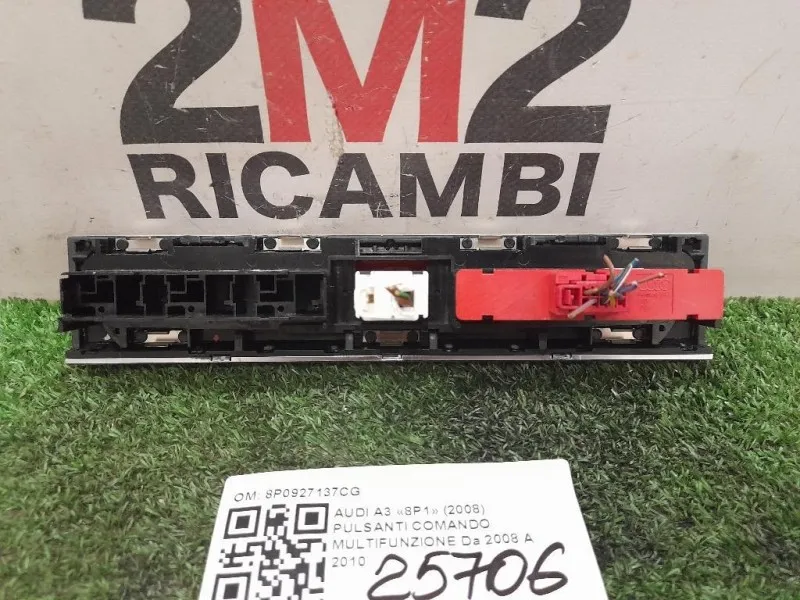 2M2
RICAMBI
OM: 8P0927137CG
AUDI A3 «8P1» (2008)
PULSANTI COMANDO
MULTIFUNZIONE Da 2008 A
2010
25706